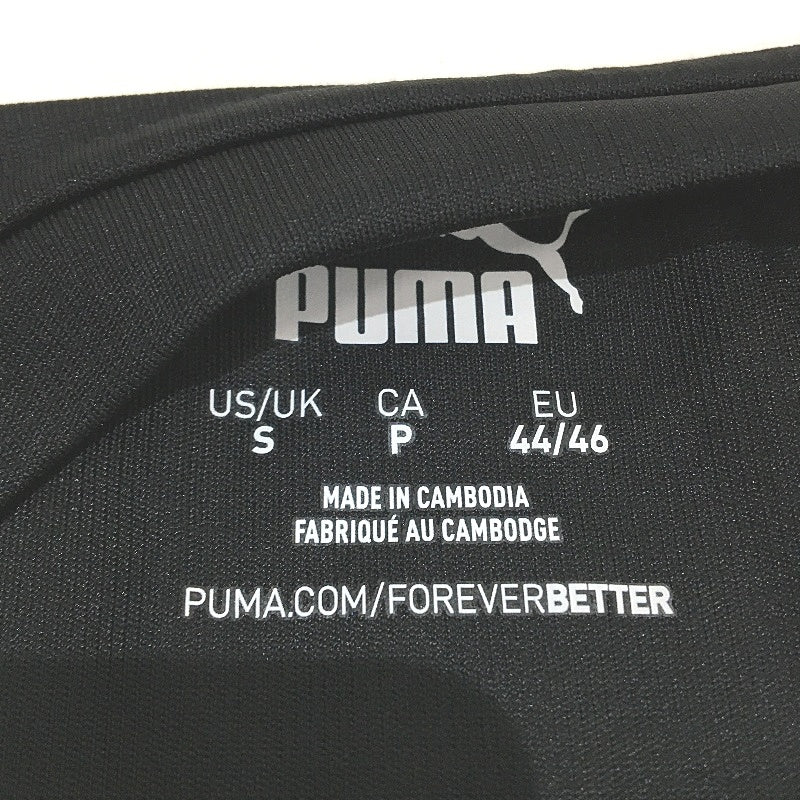 PUMA
US/UK CA EU
S P 44/46
MADE IN CAMBODIA
FABRIQUÉ AU CAMBODGE
PUMA.COM/FOREVERBETTER